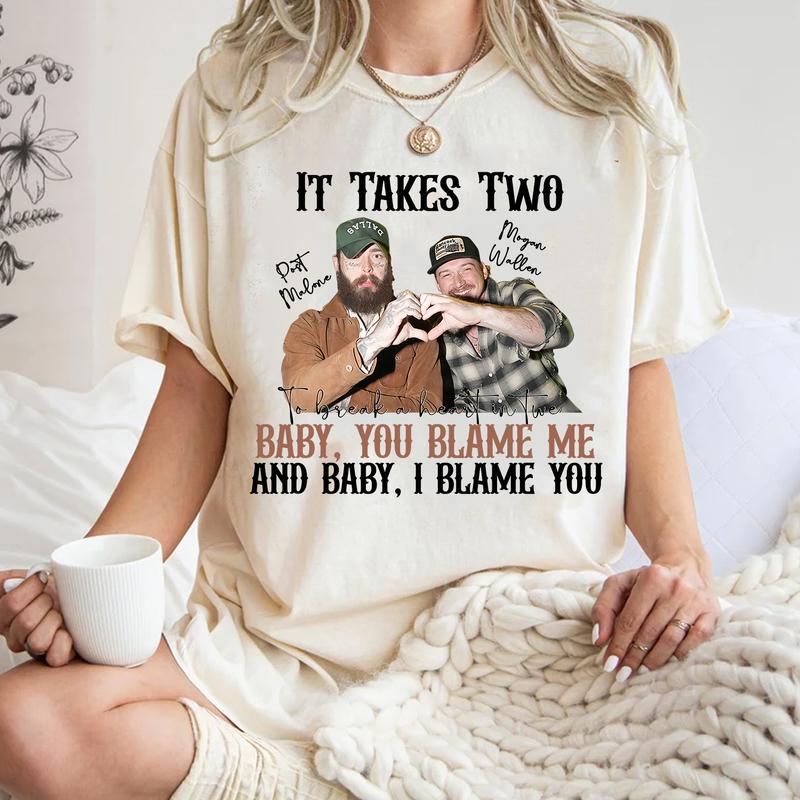 It Takes Two
DALLAS
Post
Malone
Mogan
Wallen
To break a heart in two
BABY, YOU BLAME ME
AND BABY, I BLAME YOU